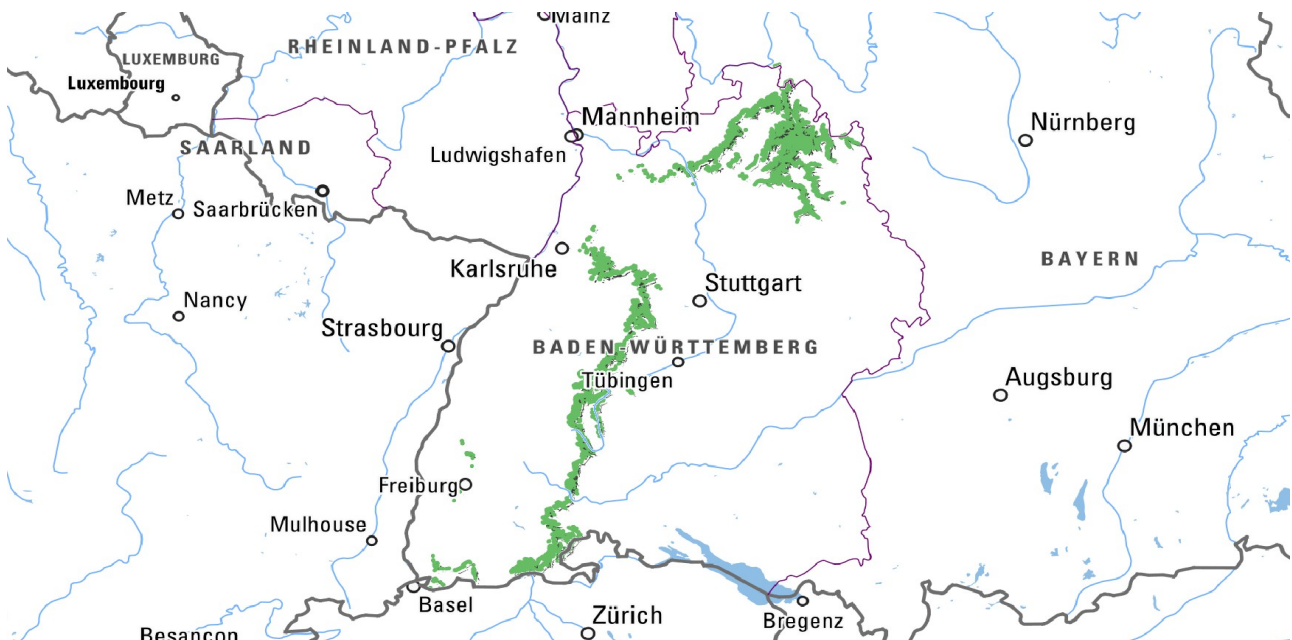 Mainz
RHEINLAND-PFALZ
LUXEMBURG
Luxembourg
Mannheim
Nürnberg
SAARLAND
Ludwigshafen
Metz
Saarbrücken
Karlsruhe
BAYERN
Stuttgart
Nancy
Strasbourg
BADEN-WÜRTTEMBERG
Tübingen
Augsburg
München
Freiburg
Mulhouse
Basel
Zürich
Bregenz
Besançon